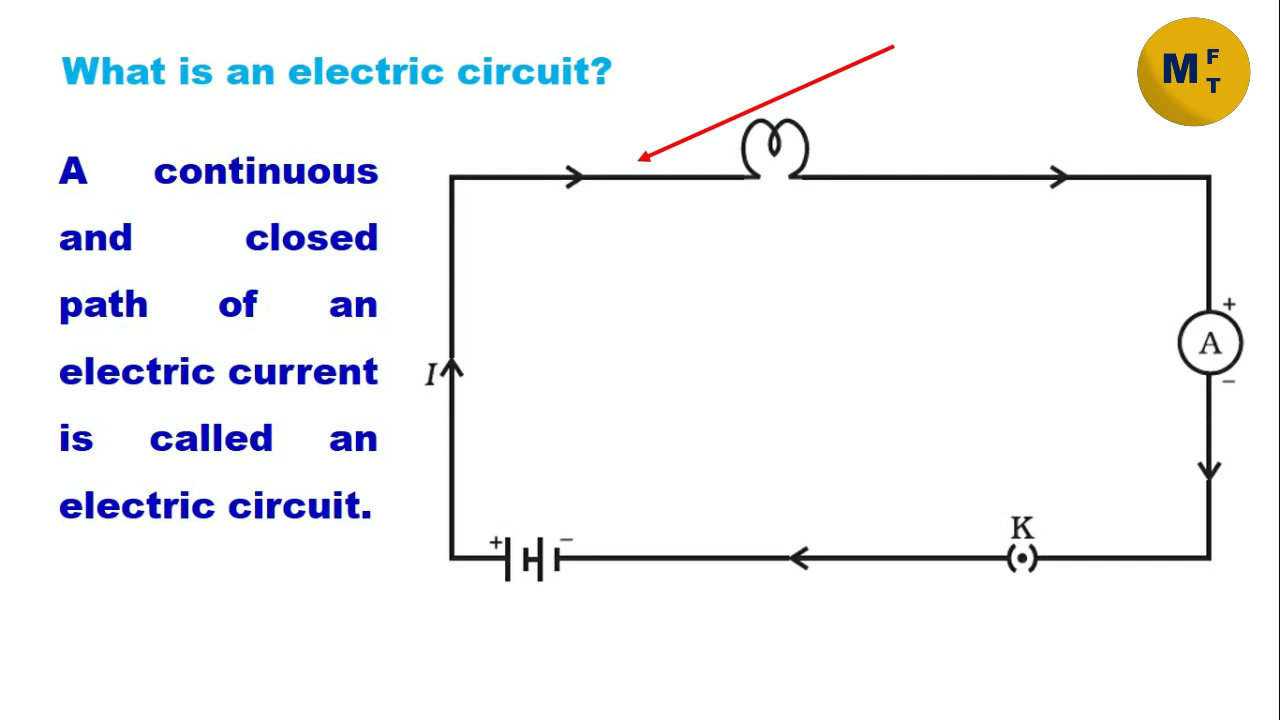 What is an electric circuit?
M F
T
A continuous
and closed
path of an
electric current
is called an
electric circuit.
+
A
−
I
K
+ −